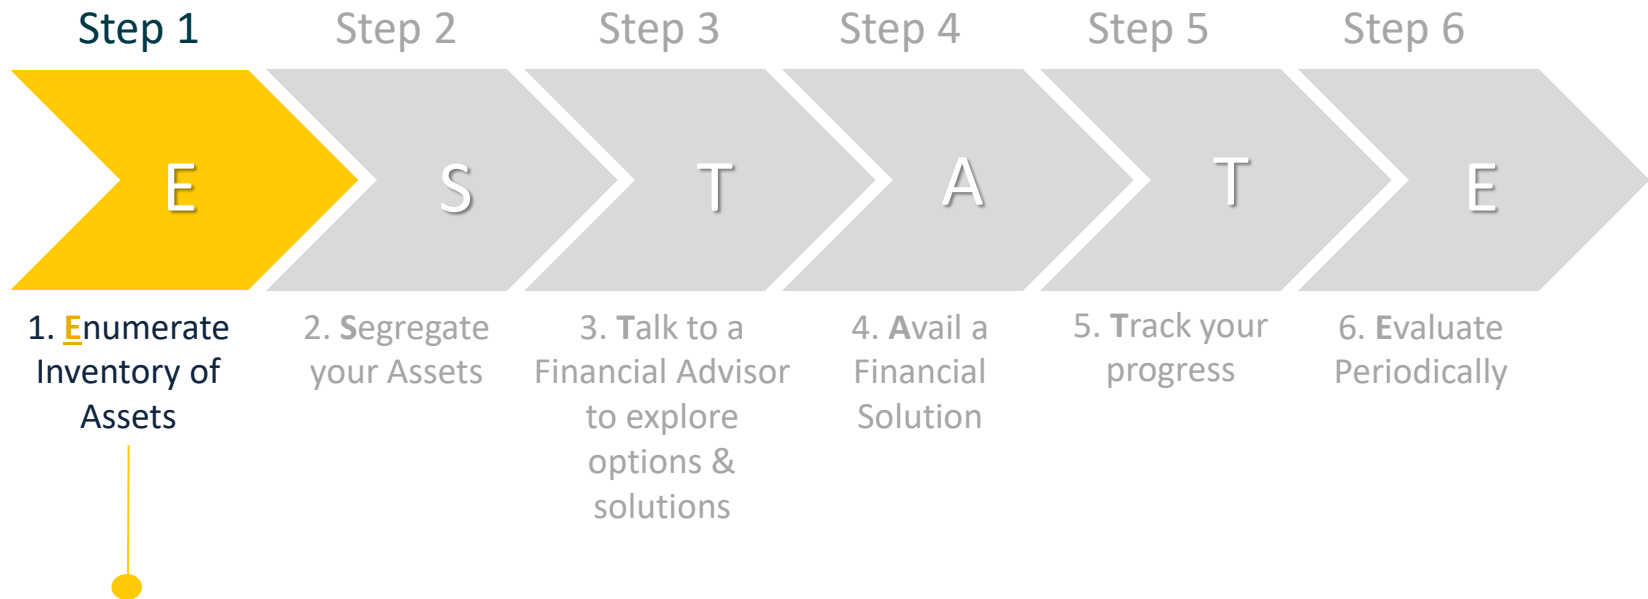 Step 1
Step 2
Step 3
Step 4
Step 5
Step 6
E
S
T
A
T
E
1. Enumerate
Inventory of
Assets
2. Segregate
your Assets
3. Talk to a
Financial Advisor
to explore
options &
solutions
4. Avail a
Financial
Solution
5. Track your
progress
6. Evaluate
Periodically